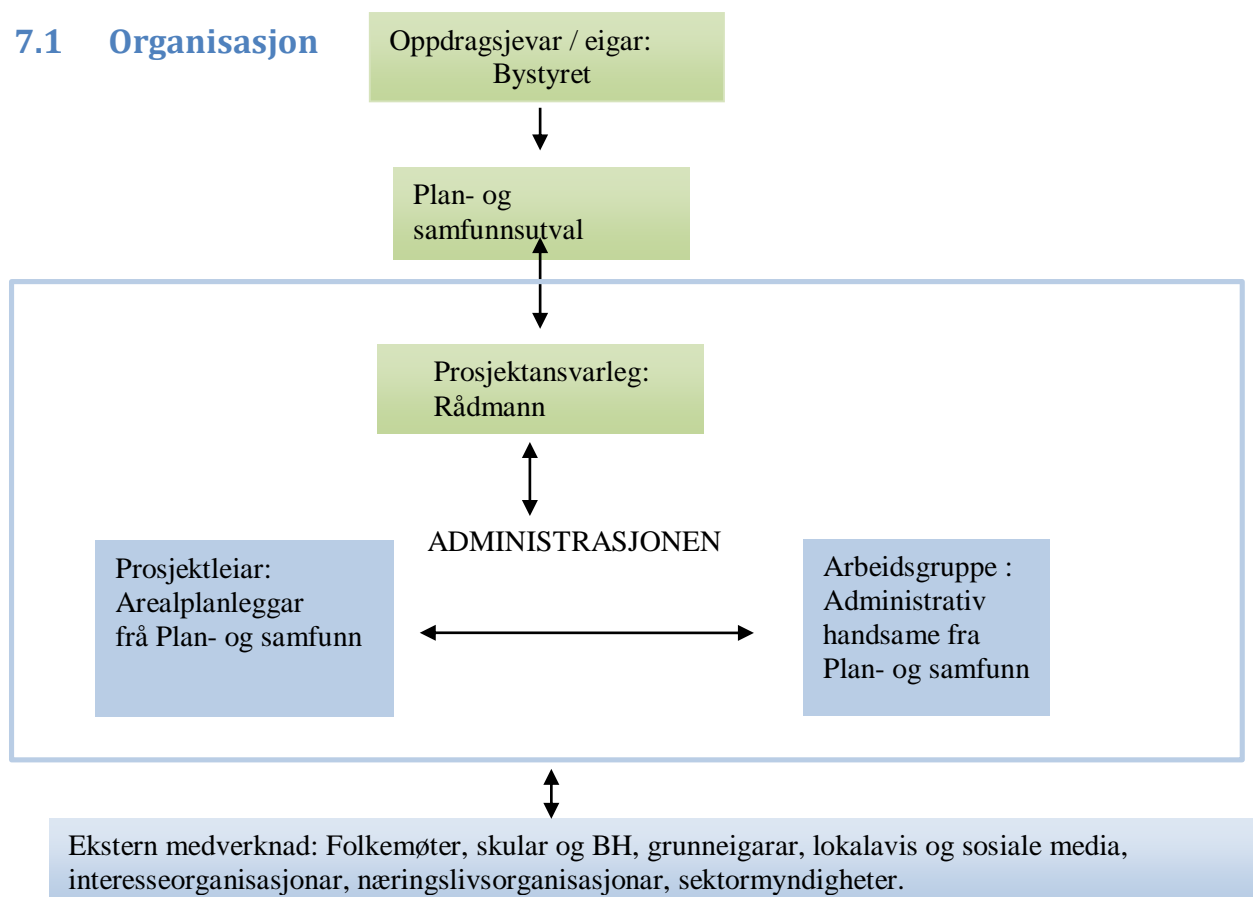 7.1 Organisasjon
Oppdragsjevar / eigar:
Bystyret
Plan- og
samfunnsutval
Prosjektansvarleg:
Rådmann
ADMINISTRASJONEN
Prosjektleiar:
Arealplanleggar
frå Plan- og samfunn
Arbeidsgruppe :
Administrativ
handsame fra
Plan- og samfunn
Ekstern medverknad: Folkemøter, skular og BH, grunneigarar, lokalavis og sosiale media,
interesseorganisasjonar, næringslivsorganisasjonar, sektormyndigheter.